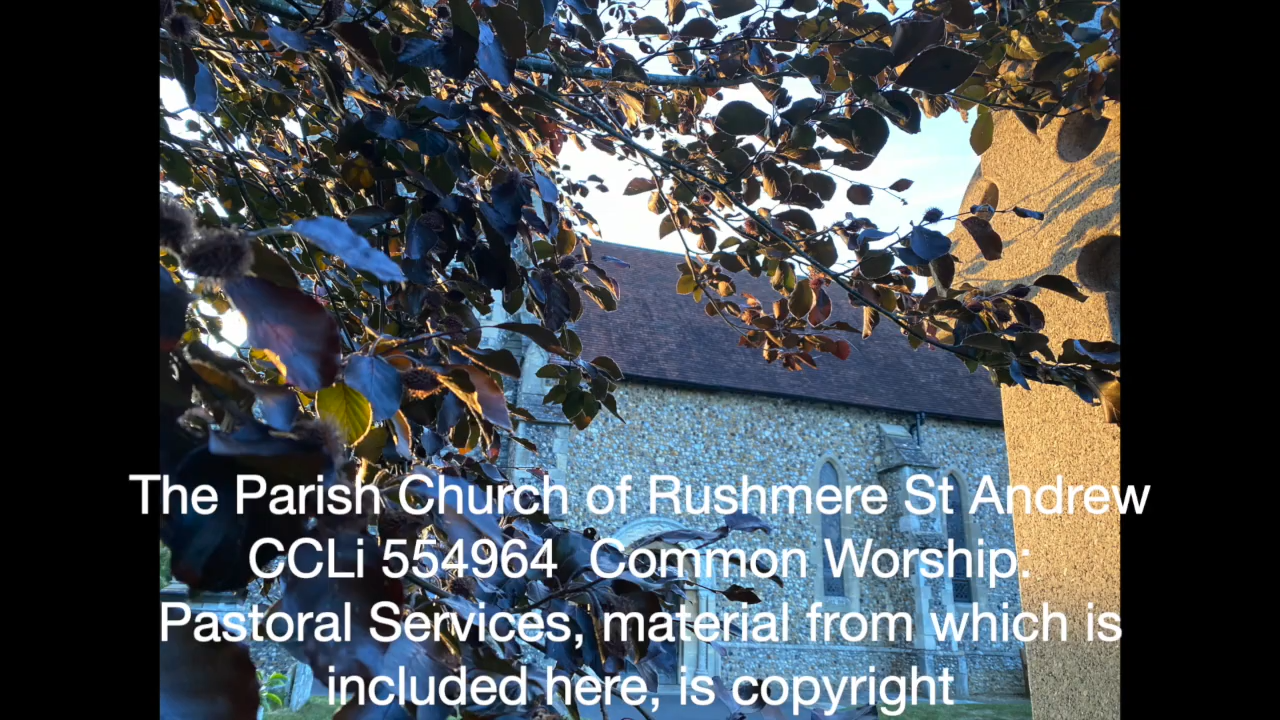 The Parish Church of Rushmere St Andrew
CCLi 554964 Common Worship:
Pastoral Services, material from which is
included here, is copyright